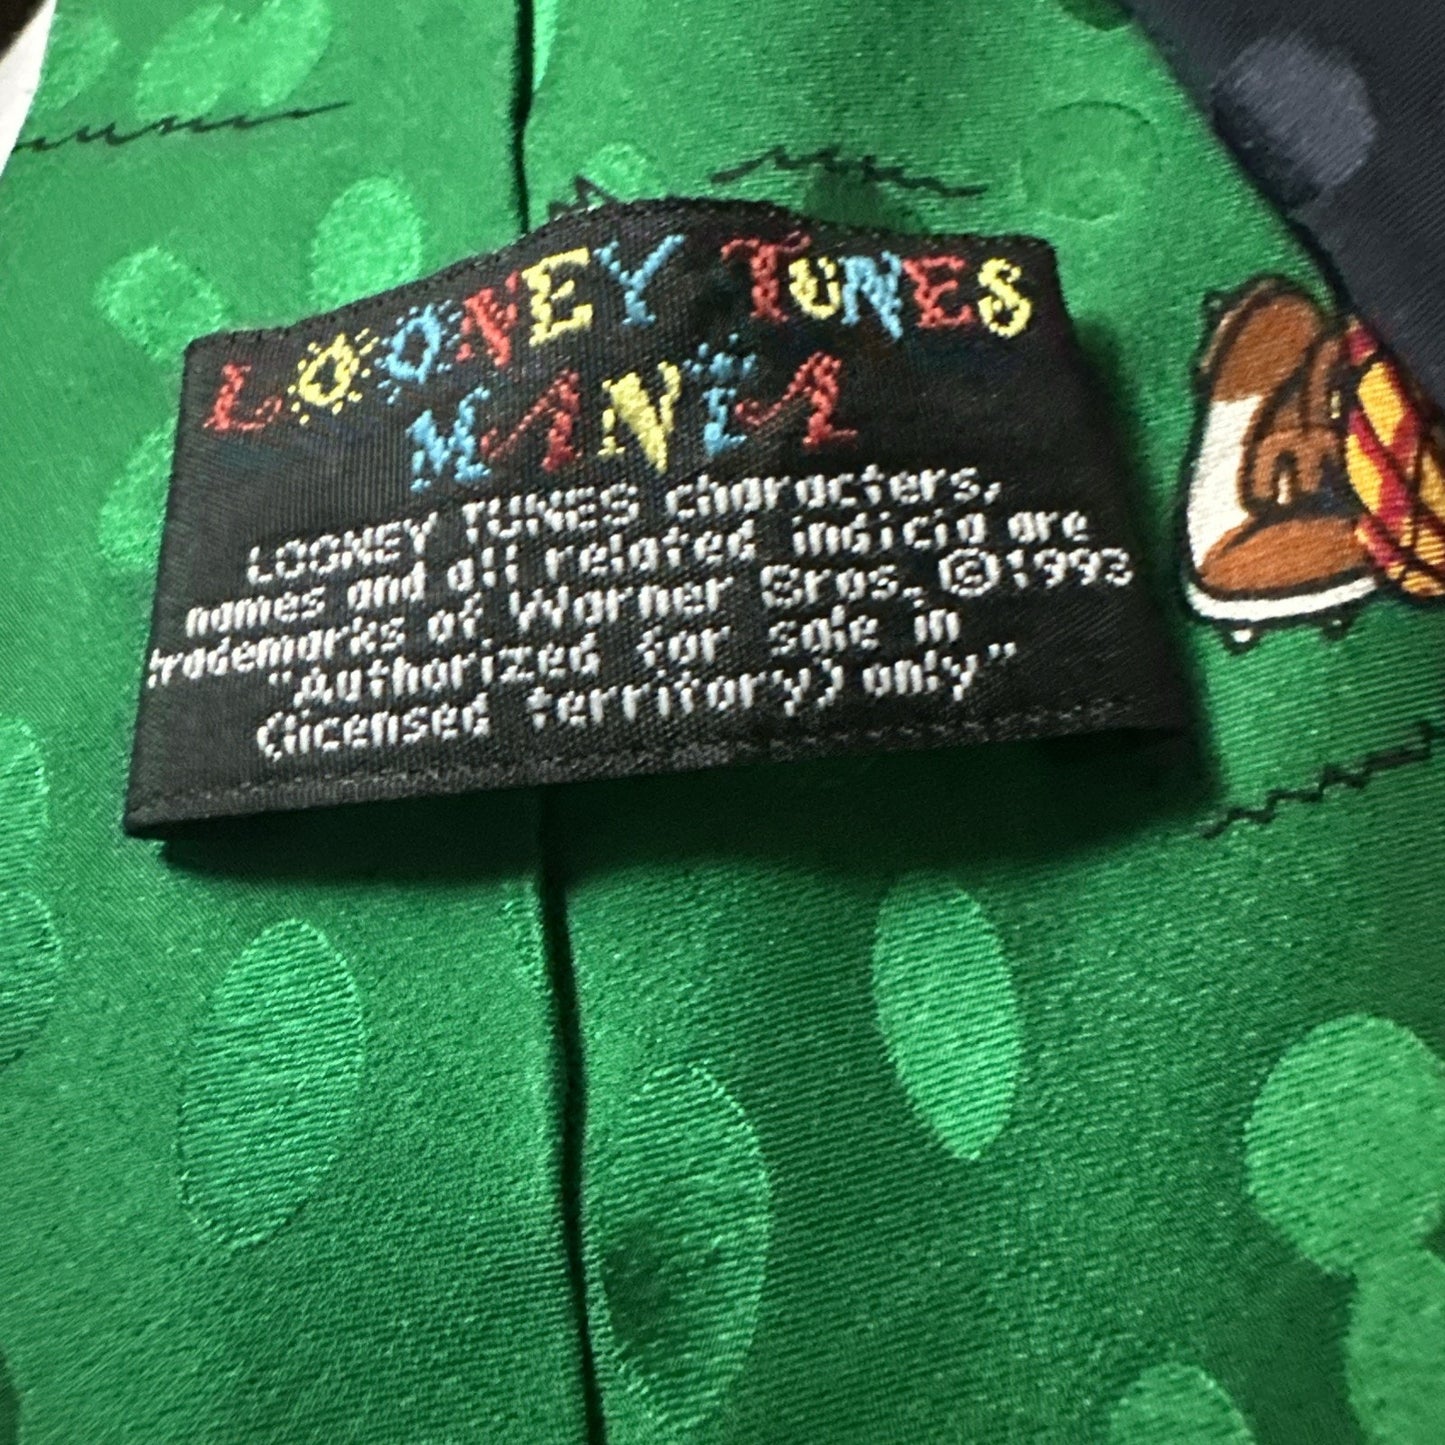 LOONEY TUNES
MANIA
LOONEY TUNES characters,
names and all related indicia are
trademarks of Warner Bros. ©1993
"Authorized for sale in
(licensed territory) only"